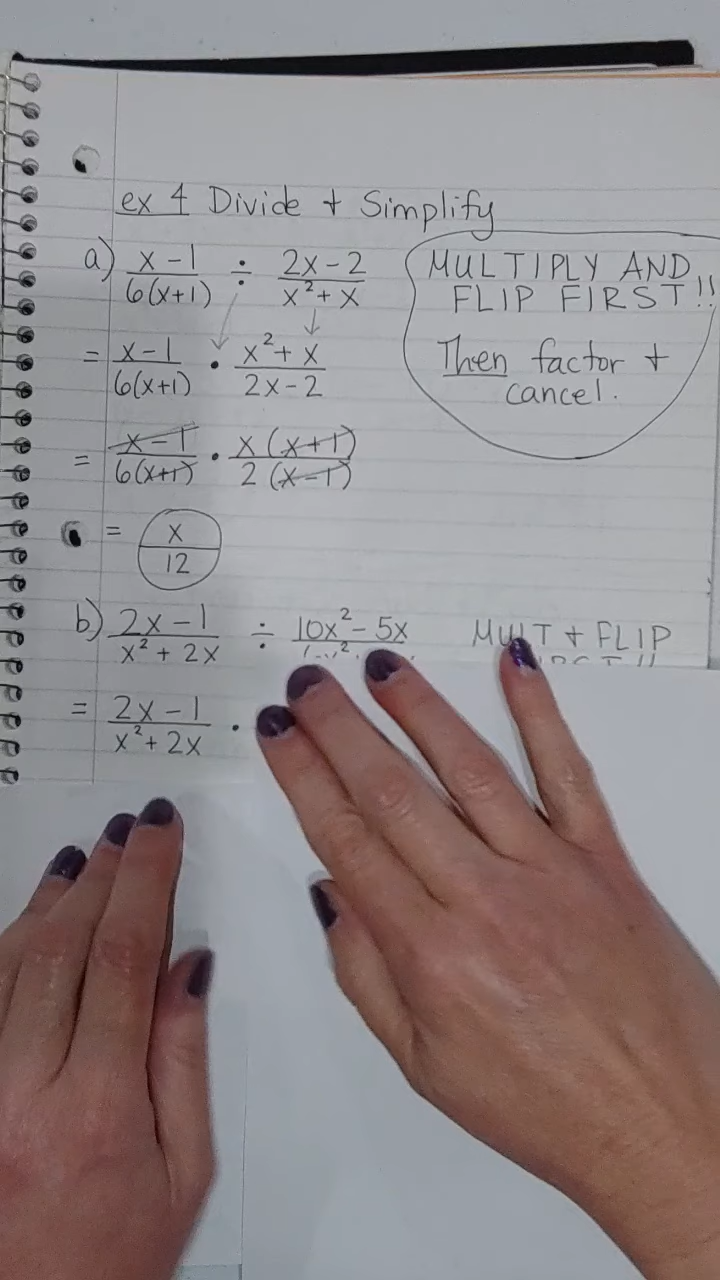 ex 4 Divide + Simplify
a) x - 1 / 6(x+1) ÷ 2x - 2 / x² + x
MULTIPLY AND
FLIP FIRST!!
Then factor +
cancel.
= x - 1 / 6(x+1) • x² + x / 2x - 2
= x - 1 / 6(x+1) • x (x+1) / 2 (x-1)
= x / 12
b) 2x - 1 / x² + 2x ÷ 10x² - 5x
MULT + FLIP
= 2x - 1 / x² + 2x •